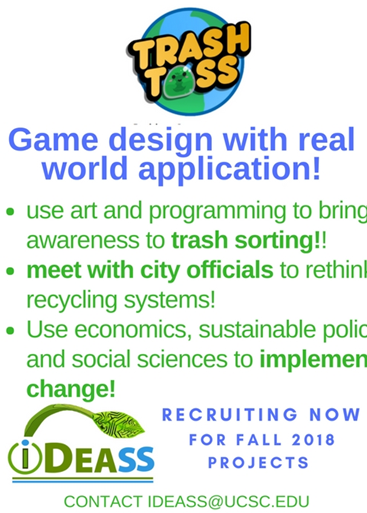 TRASH
TOSS
Game design with real
world application!
• use art and programming to bring
awareness to trash sorting!!
• meet with city officials to rethink
recycling systems!
• Use economics, sustainable polic
and social sciences to implemen
change!
iDEASS
RECRUITING NOW
FOR FALL 2018
PROJECTS
CONTACT IDEASS@UCSC.EDU